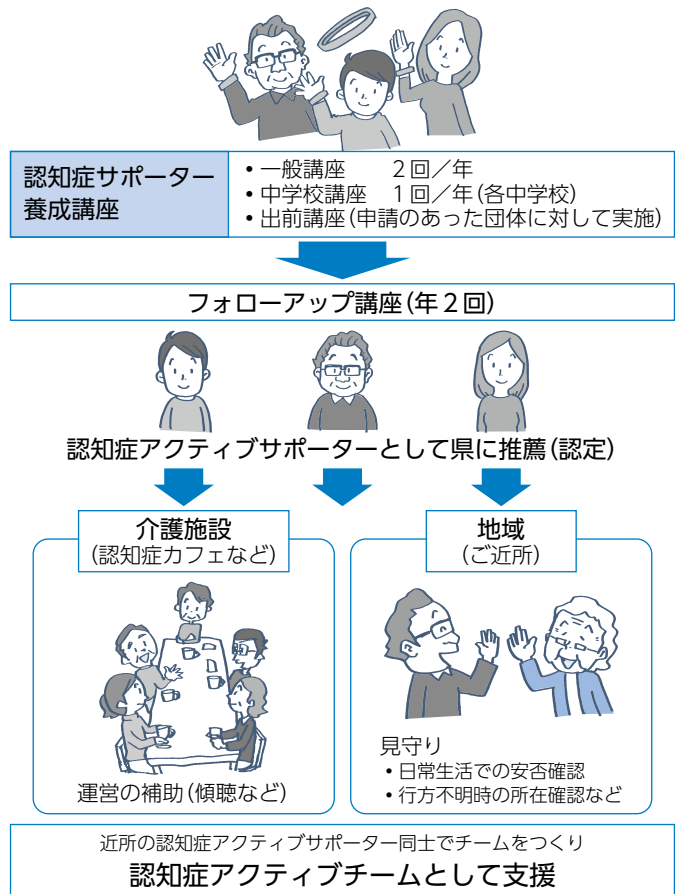 認知症サポーター
養成講座
• 一般講座　２回／年
• 中学校講座　１回／年(各中学校)
• 出前講座(申請のあった団体に対して実施)
フォローアップ講座(年２回)
認知症アクティブサポーターとして県に推薦(認定)
介護施設
(認知症カフェなど)
運営の補助(傾聴など)
地域
(ご近所)
見守り
• 日常生活での安否確認
• 行方不明時の所在確認など
近所の認知症アクティブサポーター同士でチームをつくり
認知症アクティブチームとして支援